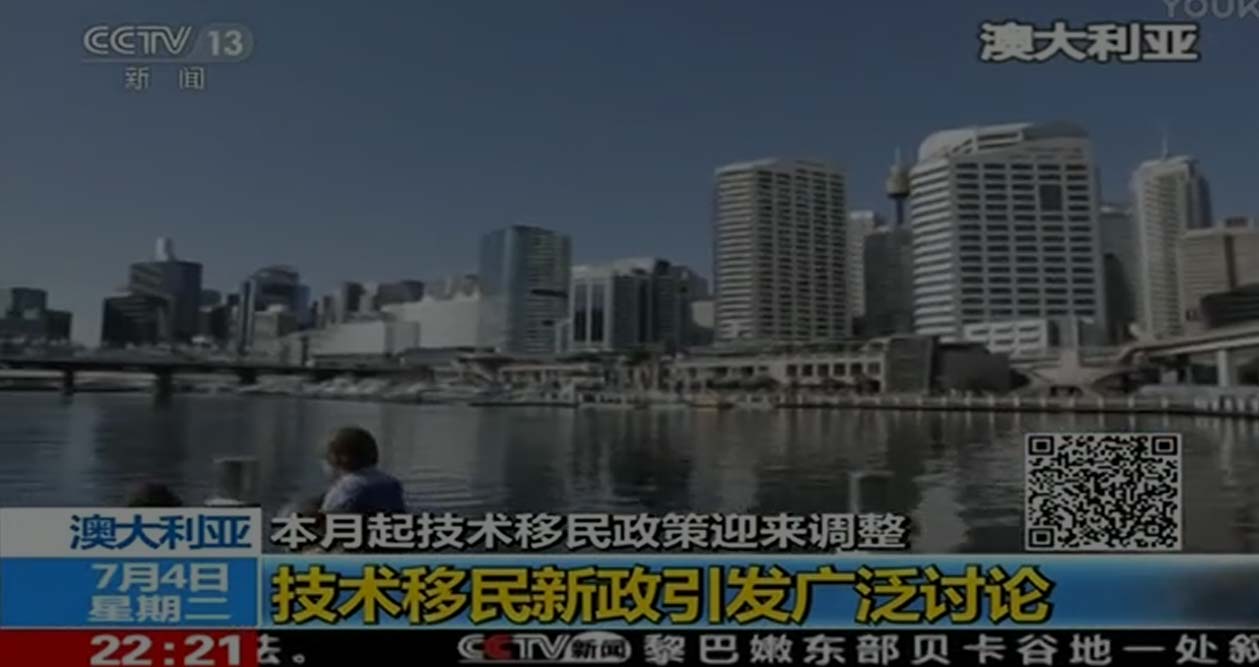 CCTV 13
新闻
YOUK
澳大利亚
澳大利亚
本月起技术移民政策迎来调整
7月4日
星期二
技术移民新政引发广泛讨论
22:21
法。 CCTV新闻 黎巴嫩东部贝卡谷地一处叙